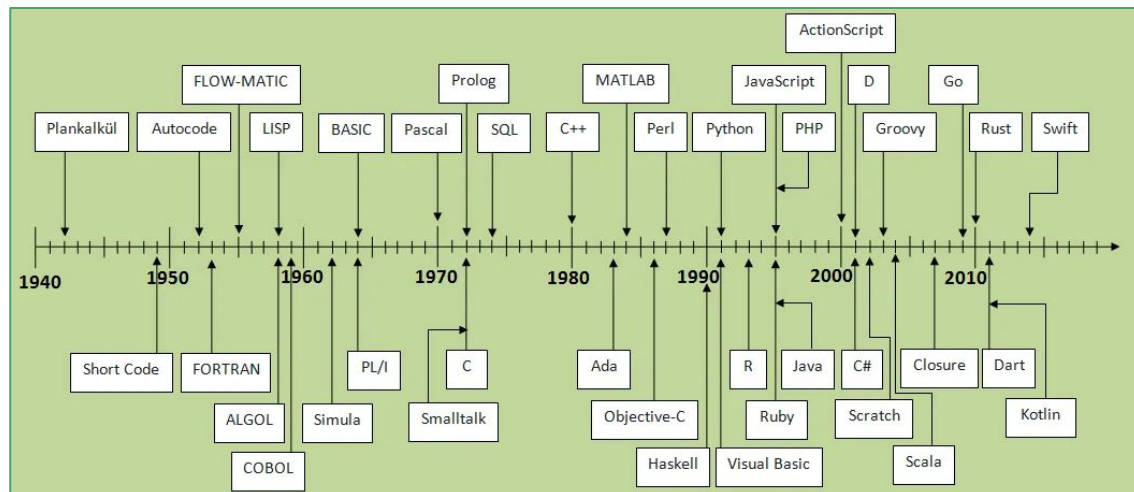 ActionScript
FLOW-MATIC
Prolog
MATLAB
JavaScript
D
Go
Plankalkül
Autocode
LISP
BASIC
Pascal
SQL
C++
Perl
Python
PHP
Groovy
Rust
Swift
1940
1950
1960
1970
1980
1990
2000
2010
Short Code
FORTRAN
PL/I
C
Ada
R
Java
C#
Closure
Dart
ALGOL
Simula
Smalltalk
Objective-C
Ruby
Scratch
Kotlin
COBOL
Haskell
Visual Basic
Scala